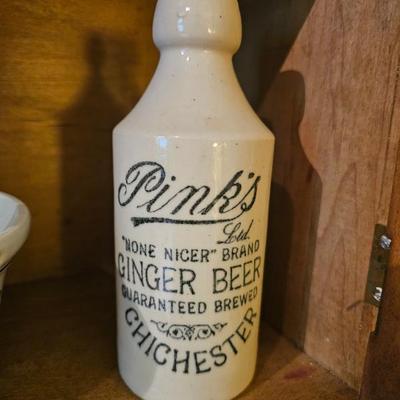 Pink's
Ltd.
"NONE NICER" BRAND
GINGER BEER
GUARANTEED BREWED
CHICHESTER